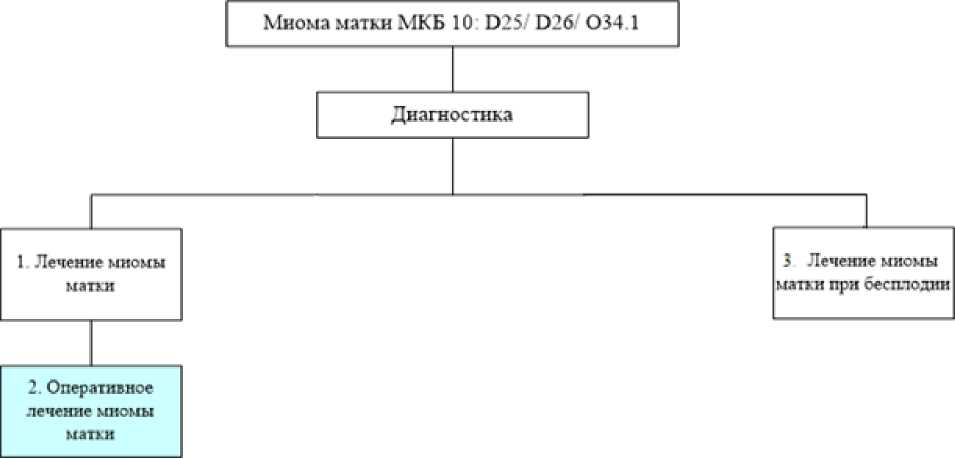 Миома матки МКБ 10: D25/ D26/ O34.1
Диагностика
1. Лечение миомы
матки
3. Лечение миомы
матки при бесплодии
2. Оперативное
лечение миомы
матки